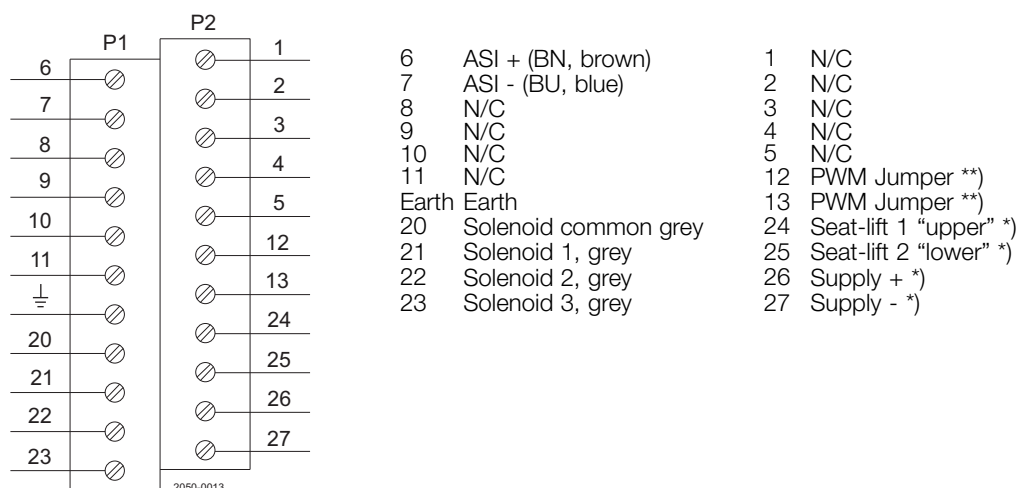 P2
P1
1
6
2
7
3
8
4
9
5
10
12
11
13
24
20
25
21
26
22
27
23
2050-0013
6 ASI + (BN, brown)
7 ASI - (BU, blue)
8 N/C
9 N/C
10 N/C
11 N/C
Earth Earth
20 Solenoid common grey
21 Solenoid 1, grey
22 Solenoid 2, grey
23 Solenoid 3, grey
1 N/C
2 N/C
3 N/C
4 N/C
5 N/C
12 PWM Jumper **)
13 PWM Jumper **)
24 Seat-lift 1 “upper” *)
25 Seat-lift 2 “lower” *)
26 Supply + *)
27 Supply - *)